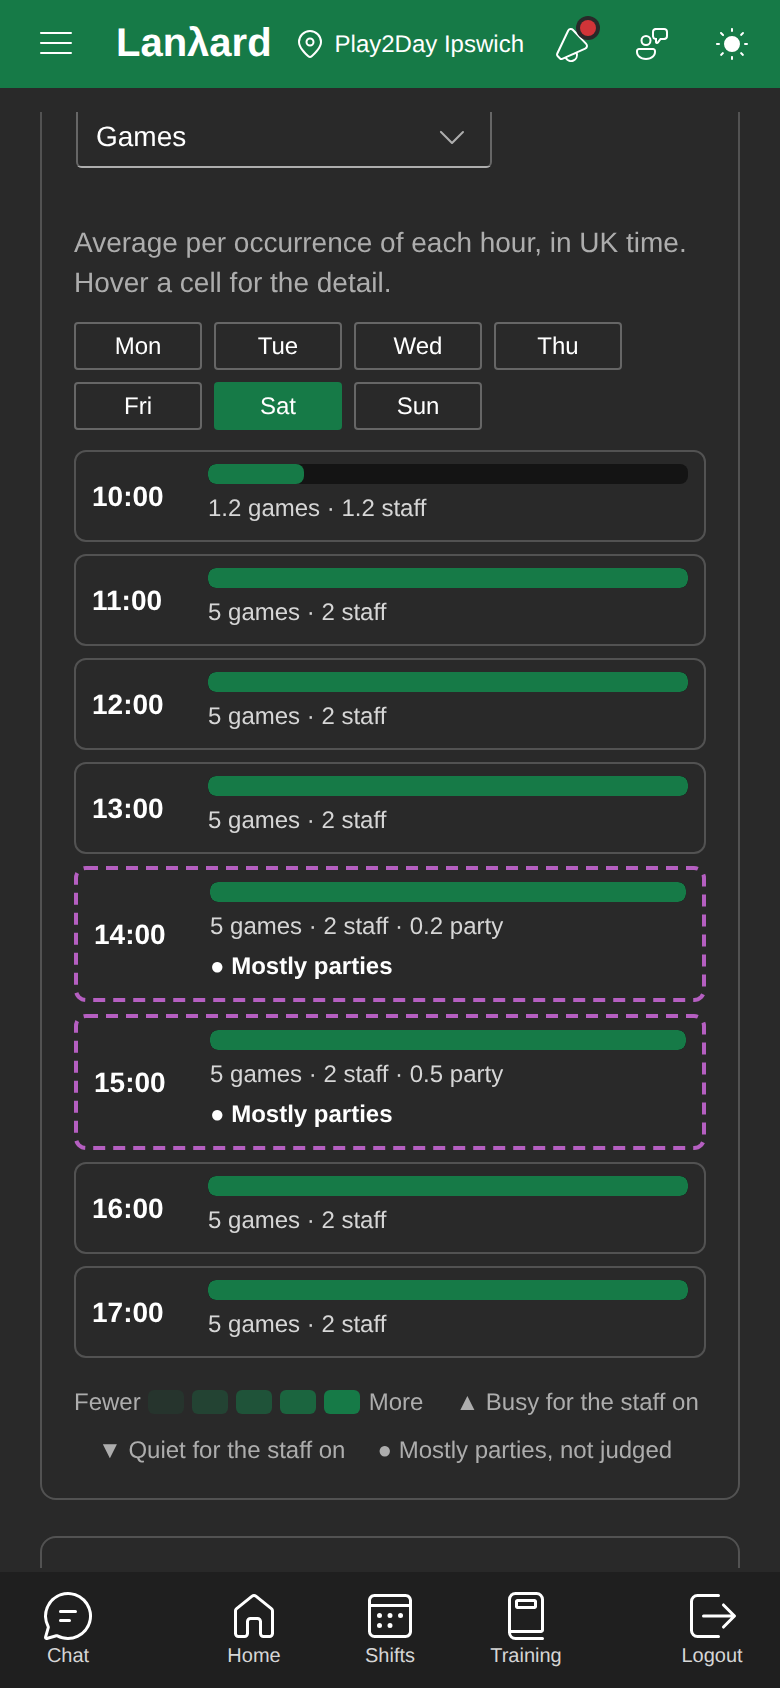 Lanλard
Play2Day Ipswich
Games
Average per occurrence of each hour, in UK time.
Hover a cell for the detail.
Mon
Tue
Wed
Thu
Fri
Sat
Sun
10:00
1.2 games · 1.2 staff
11:00
5 games · 2 staff
12:00
5 games · 2 staff
13:00
5 games · 2 staff
14:00
5 games · 2 staff · 0.2 party
● Mostly parties
15:00
5 games · 2 staff · 0.5 party
● Mostly parties
16:00
5 games · 2 staff
17:00
5 games · 2 staff
Fewer More ▲ Busy for the staff on
▼ Quiet for the staff on ● Mostly parties, not judged
Chat
Home
Shifts
Training
Logout